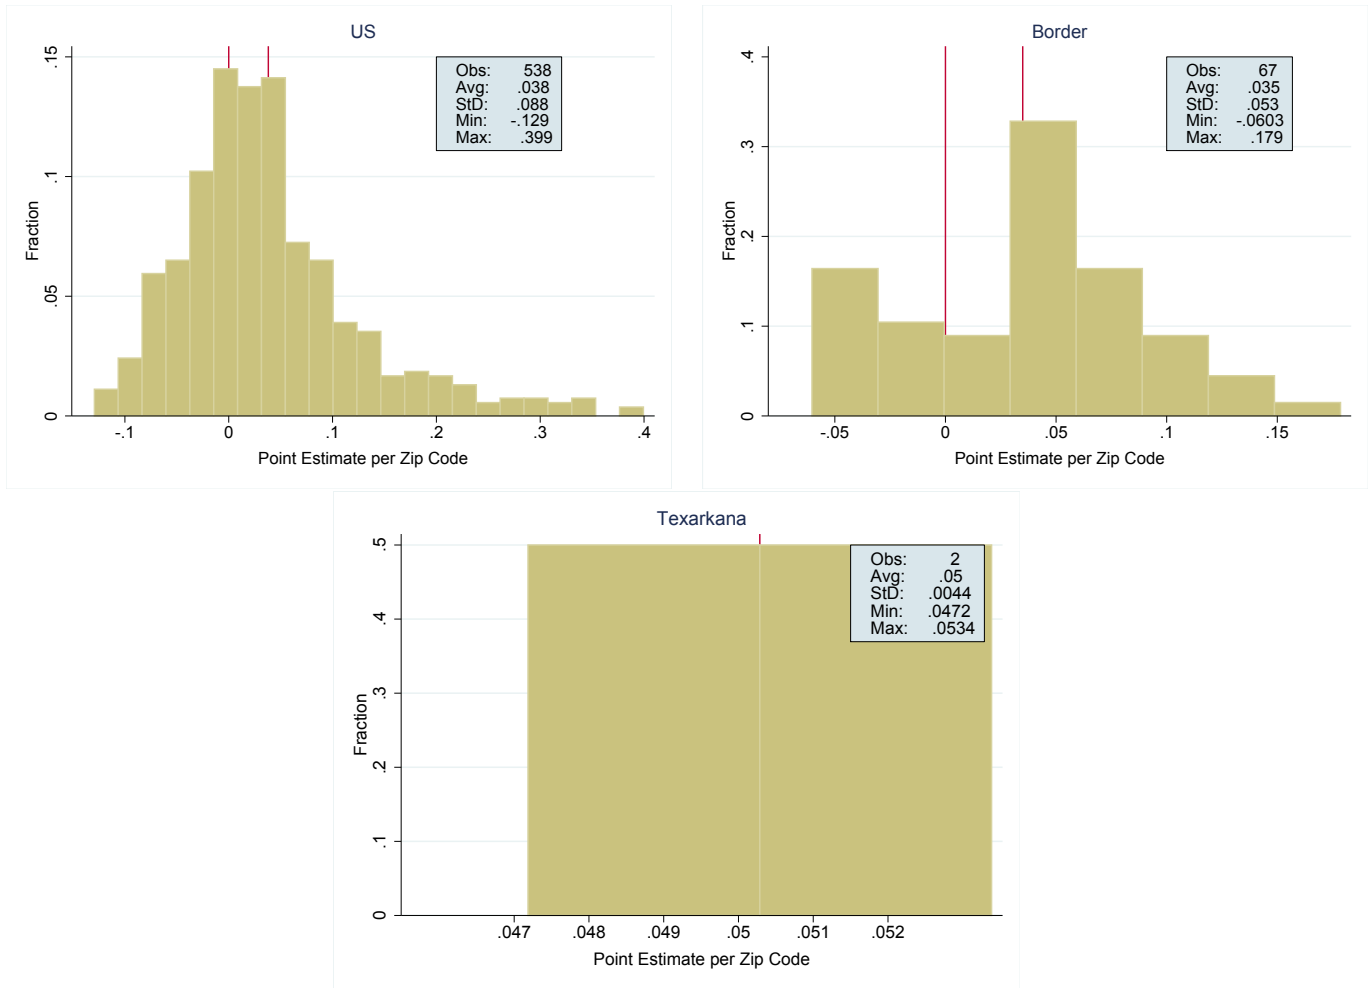 US
Fraction
.15
.1
.05
0
Obs: 538
Avg: .038
StD: .088
Min: -.129
Max: .399
-.1 0 .1 .2 .3 .4
Point Estimate per Zip Code
Border
Fraction
.4
.3
.2
.1
0
Obs: 67
Avg: .035
StD: .053
Min: -.0603
Max: .179
-.05 0 .05 .1 .15
Point Estimate per Zip Code
Texarkana
Fraction
.5
.4
.3
.2
.1
0
Obs: 2
Avg: .05
StD: .0044
Min: .0472
Max: .0534
.047 .048 .049 .05 .051 .052
Point Estimate per Zip Code